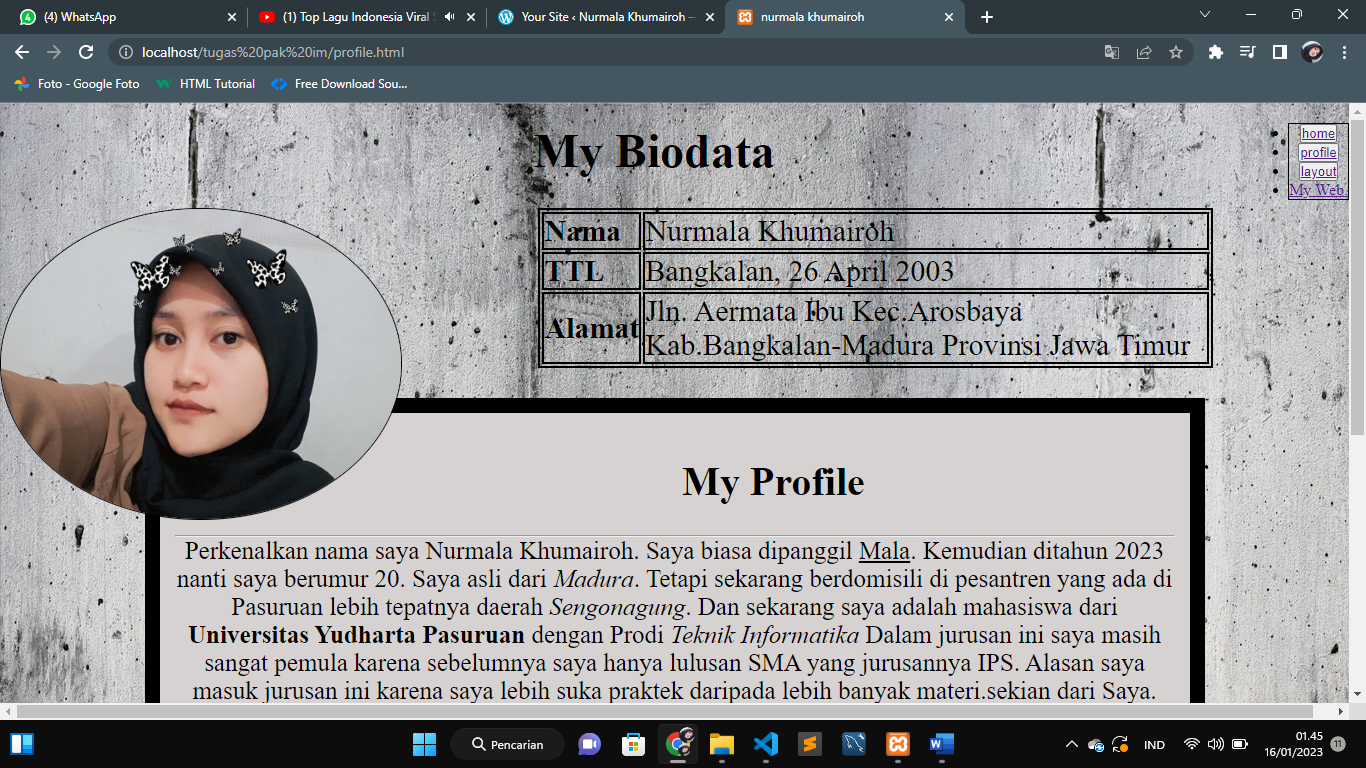 (4) WhatsApp
(1) Top Lagu Indonesia Viral
Your Site ‹ Nurmala Khumairoh —
nurmala khumairoh
localhost/tugas%20pak%20im/profile.html
Foto - Google Foto
HTML Tutorial
Free Download Sou...
My Biodata
home
profile
layout
My Web.
Nama Nurmala Khumairoh
TTL Bangkalan, 26 April 2003
Alamat Jln. Aermata Ibu Kec.Arosbaya
Kab.Bangkalan-Madura Provinsi Jawa Timur
My Profile
Perkenalkan nama saya Nurmala Khumairoh. Saya biasa dipanggil Mala. Kemudian ditahun 2023
nanti saya berumur 20. Saya asli dari Madura. Tetapi sekarang berdomisili di pesantren yang ada di
Pasuruan lebih tepatnya daerah Sengonagung. Dan sekarang saya adalah mahasiswa dari
Universitas Yudharta Pasuruan dengan Prodi Teknik Informatika Dalam jurusan ini saya masih
sangat pemula karena sebelumnya saya hanya lulusan SMA yang jurusannya IPS. Alasan saya
masuk jurusan ini karena saya lebih suka praktek daripada lebih banyak materi.sekian dari Saya.
Pencarian
IND
01.45
16/01/2023
11